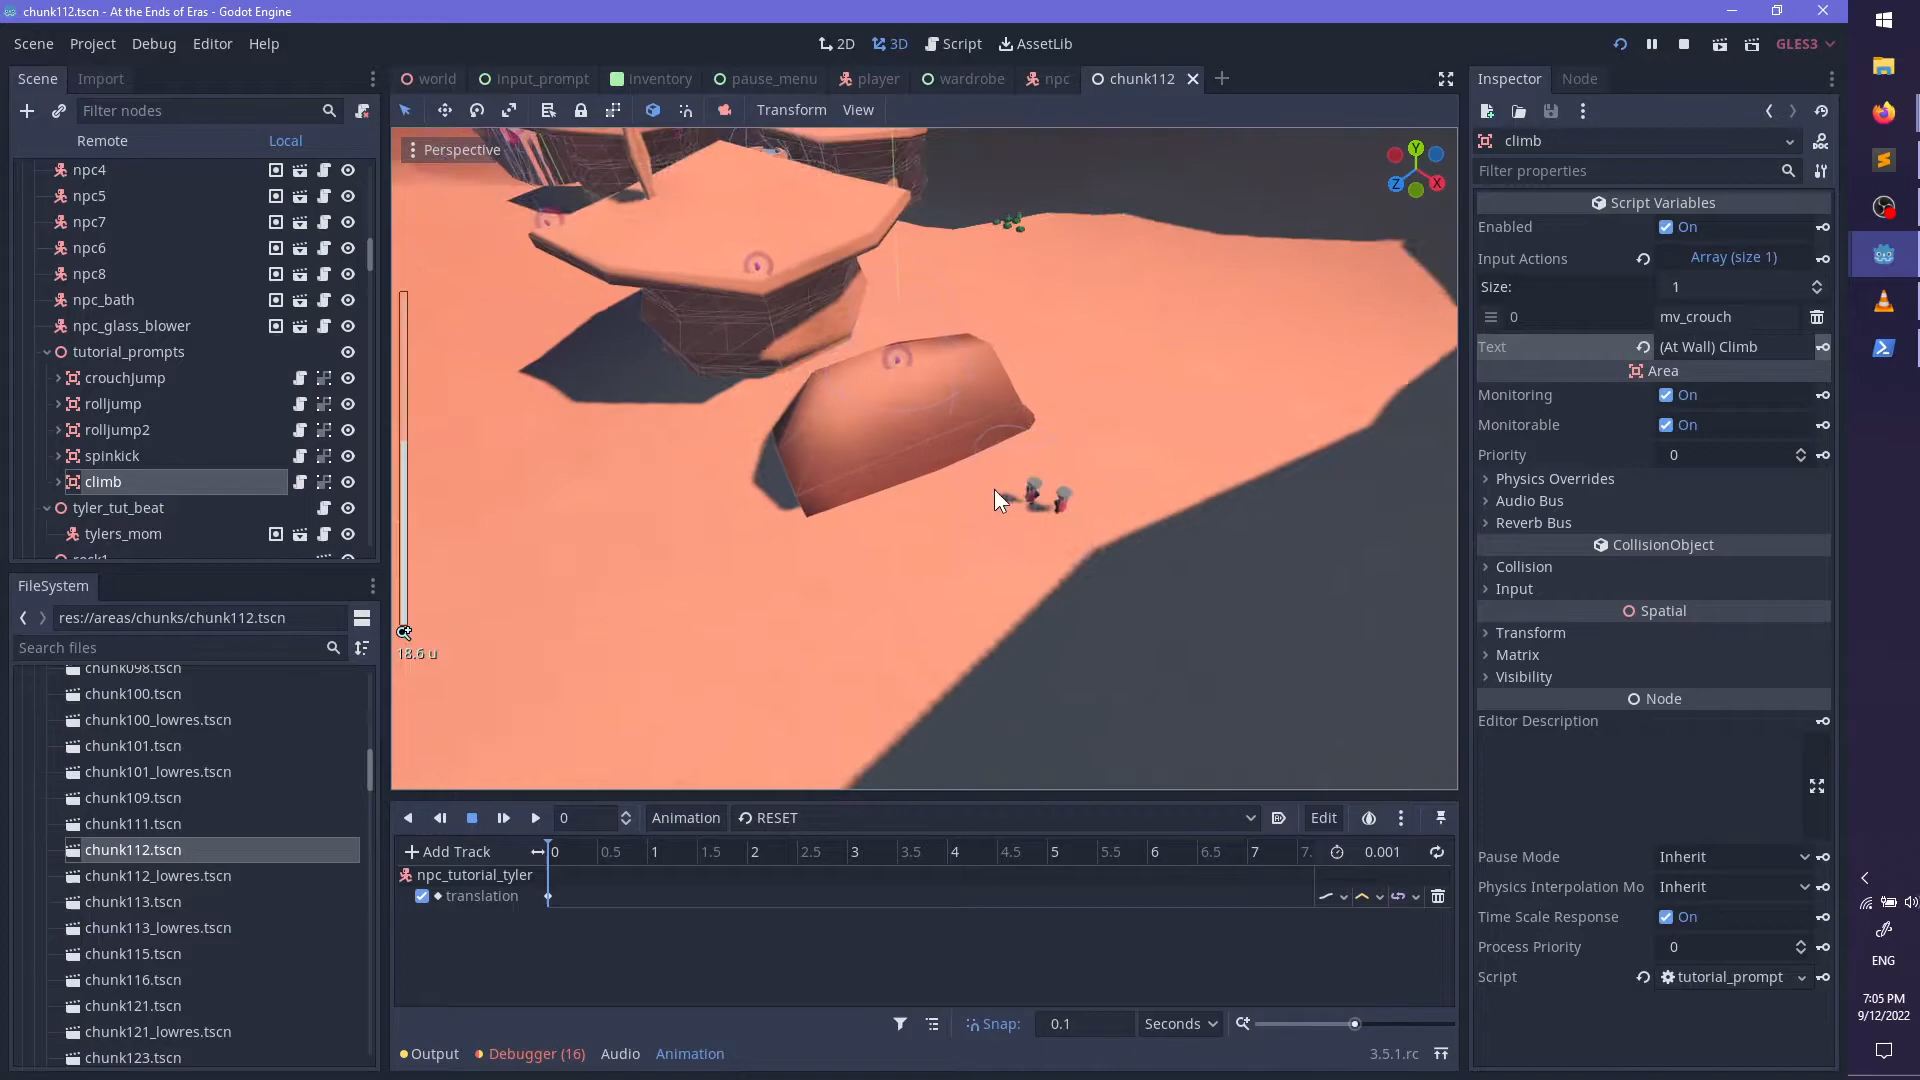 chunk112.tscn - At the Ends of Eras - Godot Engine
Scene Project Debug Editor Help
2D 3D Script AssetLib
GLES3
Scene Import
world input_prompt inventory pause_menu player wardrobe npc chunk112
Inspector Node
Filter nodes
Transform View
Remote Local
climb
Perspective
Filter properties
npc4
npc5
npc7
npc6
npc8
npc_bath
npc_glass_blower
tutorial_prompts
crouchJump
rolljump
rolljump2
spinkick
climb
tyler_tut_beat
tylers_mom
rock1
Y
Z
X
18.6 u
Script Variables
Enabled On
Input Actions Array (size 1)
Size: 1
0 mv_crouch
Text (At Wall) Climb
Area
Monitoring On
Monitorable On
Priority 0
Physics Overrides
Audio Bus
Reverb Bus
CollisionObject
Collision
Input
Spatial
Transform
Matrix
Visibility
Node
Editor Description
Pause Mode Inherit
Physics Interpolation Mo Inherit
Time Scale Response On
Process Priority 0
Script tutorial_prompt
FileSystem
res://areas/chunks/chunk112.tscn
Search files
chunk098.tscn
chunk100.tscn
chunk100_lowres.tscn
chunk101.tscn
chunk101_lowres.tscn
chunk109.tscn
chunk111.tscn
chunk112.tscn
chunk112_lowres.tscn
chunk113.tscn
chunk113_lowres.tscn
chunk115.tscn
chunk116.tscn
chunk121.tscn
chunk121_lowres.tscn
chunk123.tscn
0 Animation RESET Edit
Add Track 0 0.5 1 1.5 2 2.5 3 3.5 4 4.5 5 5.5 6 6.5 7 7. 0.001
npc_tutorial_tyler
translation
Snap: 0.1 Seconds
Output Debugger (16) Audio Animation 3.5.1.rc
ENG
7:05 PM
9/12/2022